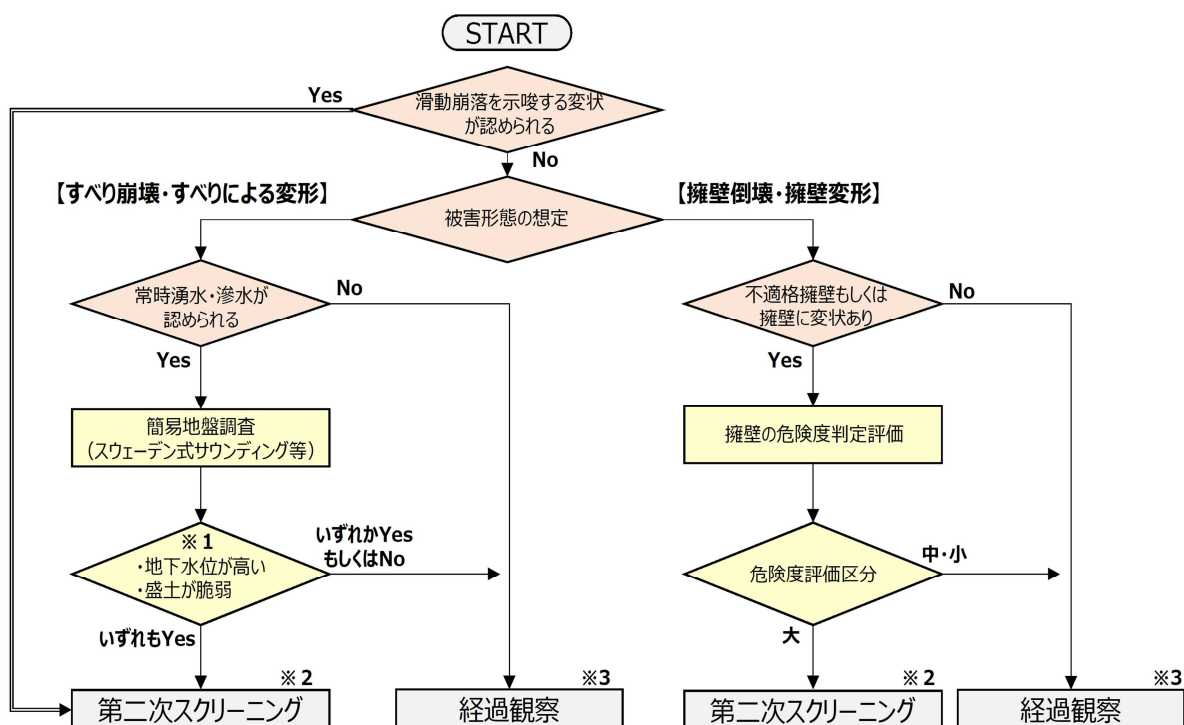 START
Yes
滑動崩落を示唆する変状
が認められる
No
【すべり崩壊・すべりによる変形】
【擁壁倒壊・擁壁変形】
被害形態の想定
常時湧水・滲水が
認められる
No
Yes
不適格擁壁もしくは
擁壁に変状あり
No
Yes
簡易地盤調査
（スウェーデン式サウンディング等）
擁壁の危険度判定評価
※1
・地下水位が高い
・盛土が脆弱
いずれかYes
もしくはNo
いずれもYes
危険度評価区分
中・小
大
※2
第二次スクリーニング
※3
経過観察
※2
第二次スクリーニング
※3
経過観察